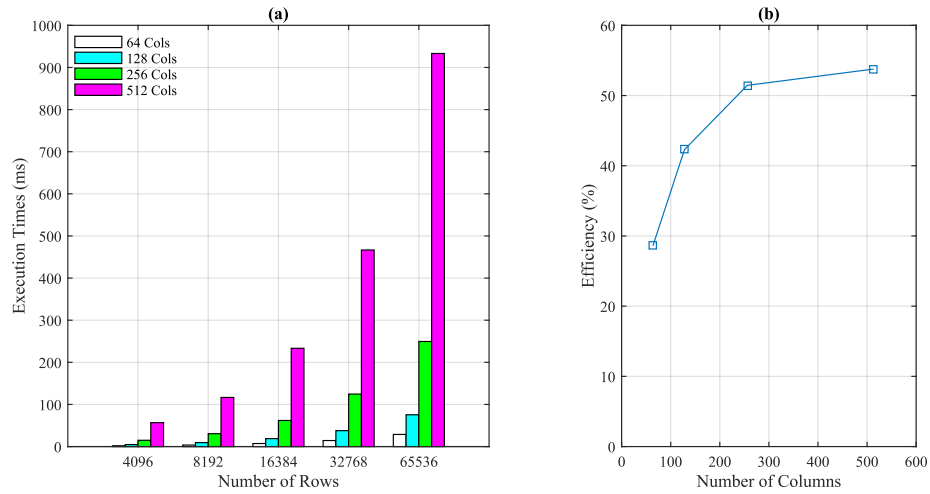 (a)
1000
900
800
700
600
500
400
300
200
100
0
Execution Times (ms)
64 Cols
128 Cols
256 Cols
512 Cols
4096 8192 16384 32768 65536
Number of Rows
(b)
60
50
40
30
20
10
0
Efficiency (%)
0 100 200 300 400 500 600
Number of Columns